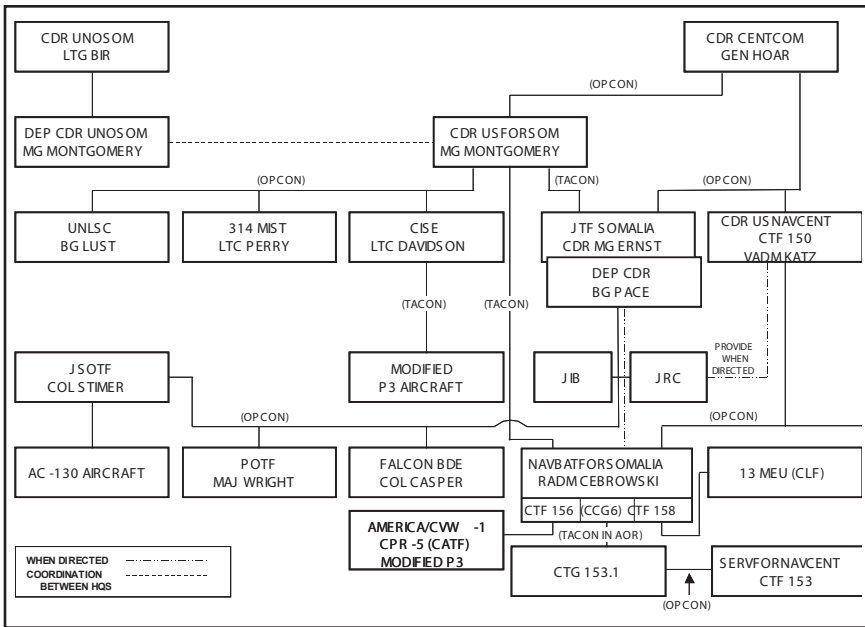 CDR UNOSOM
LTG BIR
CDR CENTCOM
GEN HOAR
(OPCON)
DEP CDR UNOSOM
MG MONTGOMERY
CDR USFORSOM
MG MONTGOMERY
(OPCON)
(TACON)
(OPCON)
UNLSC
BG LUST
314 MIST
LTC PERRY
CISE
LTC DAVIDSON
JTF SOMALIA
CDR MG ERNST
CDR USNAVCENT
CTF 150
VADM KATZ
DEP CDR
BG PACE
(TACON)
(TACON)
JSOTF
COL STIMER
MODIFIED
P3 AIRCRAFT
JIB
JRC
PROVIDE
WHEN
DIRECTED
(OPCON)
(OPCON)
AC -130 AIRCRAFT
POTF
MAJ WRIGHT
FALCON BDE
COL CASPER
NAVBATFORSOMALIA
RADM CEBROWSKI
13 MEU (CLF)
CTF 156 (CCG6) CTF 158
AMERICA/CVW -1
CPR -5 (CATF)
MODIFIED P3
(TACON IN AOR)
WHEN DIRECTED
COORDINATION
BETWEEN HQS
CTG 153.1
SERVFORNAVCENT
CTF 153
(OPCON)